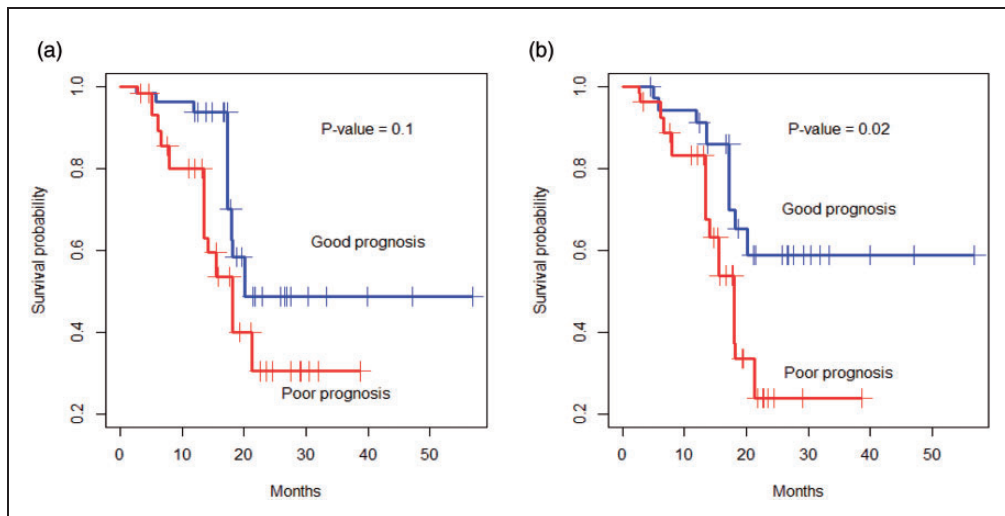 (a)
1.0
0.8
0.6
0.4
0.2
Survival probability
P-value = 0.1
Good prognosis
Poor prognosis
0 10 20 30 40 50
Months
(b)
1.0
0.8
0.6
0.4
0.2
Survival probability
P-value = 0.02
Good prognosis
Poor prognosis
0 10 20 30 40 50
Months